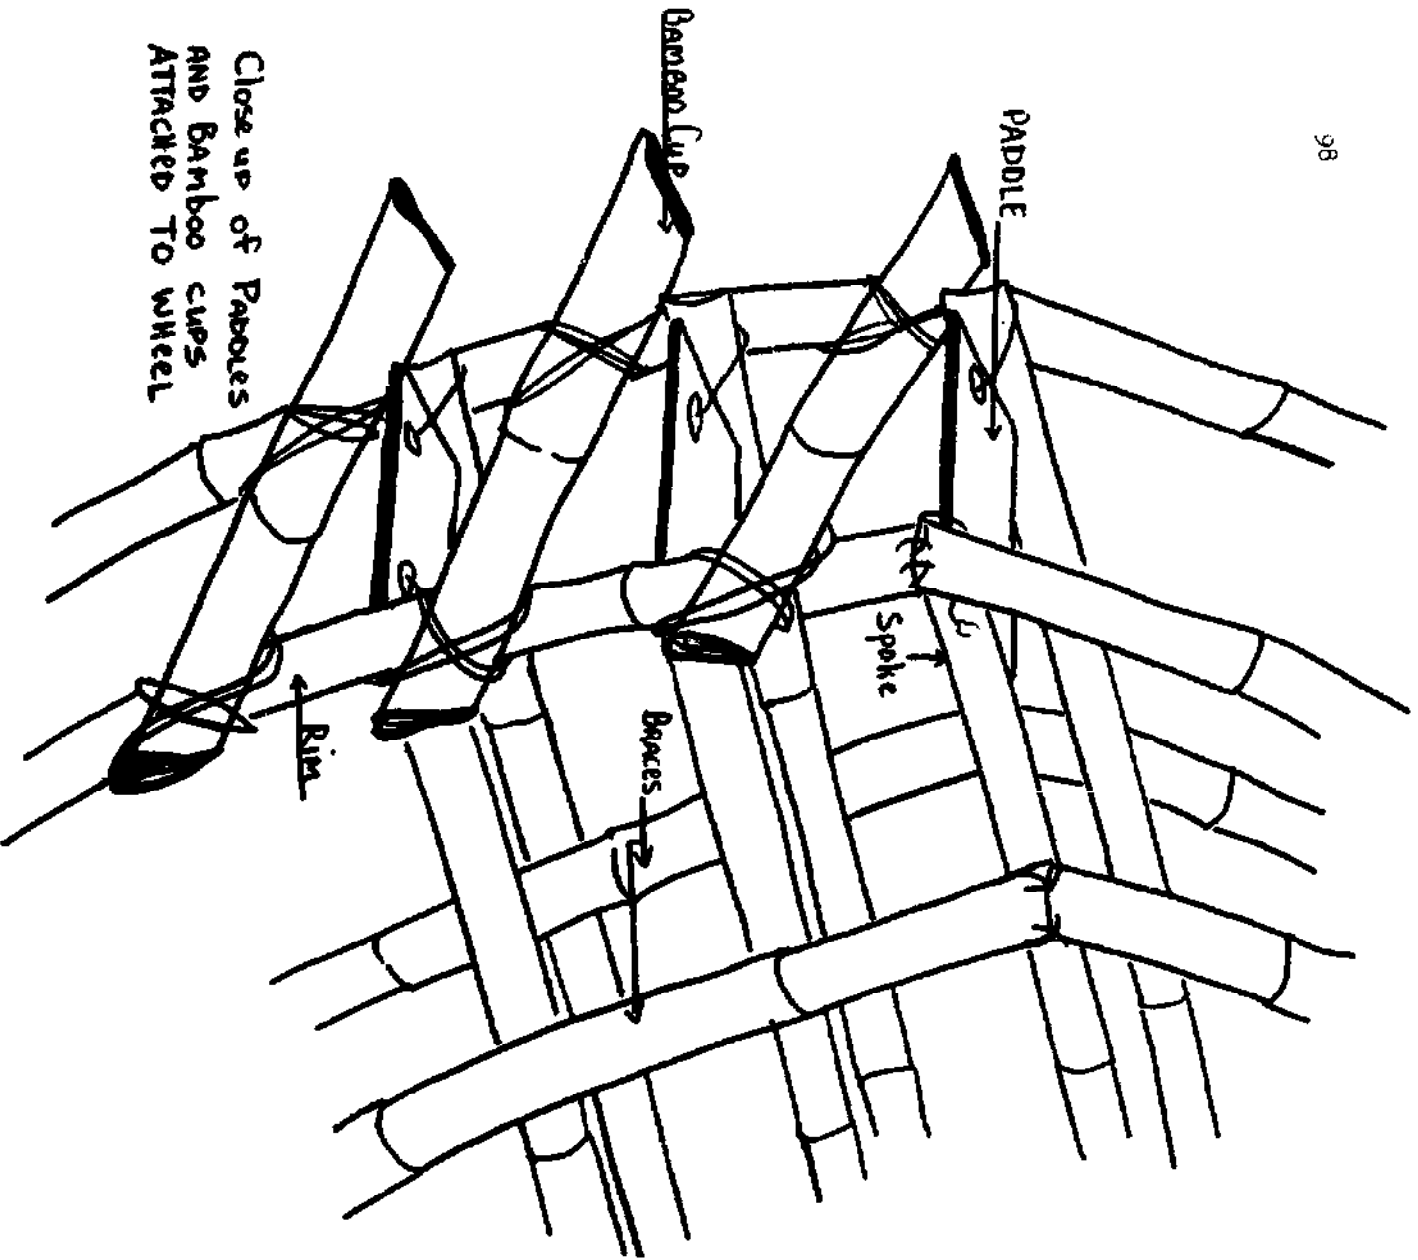 98
PADDLE
Spoke
BAMBOO CUP
BRACES
Rim
Close up of PADDLES
AND BAMboo cups
ATTACHED TO WHEEL